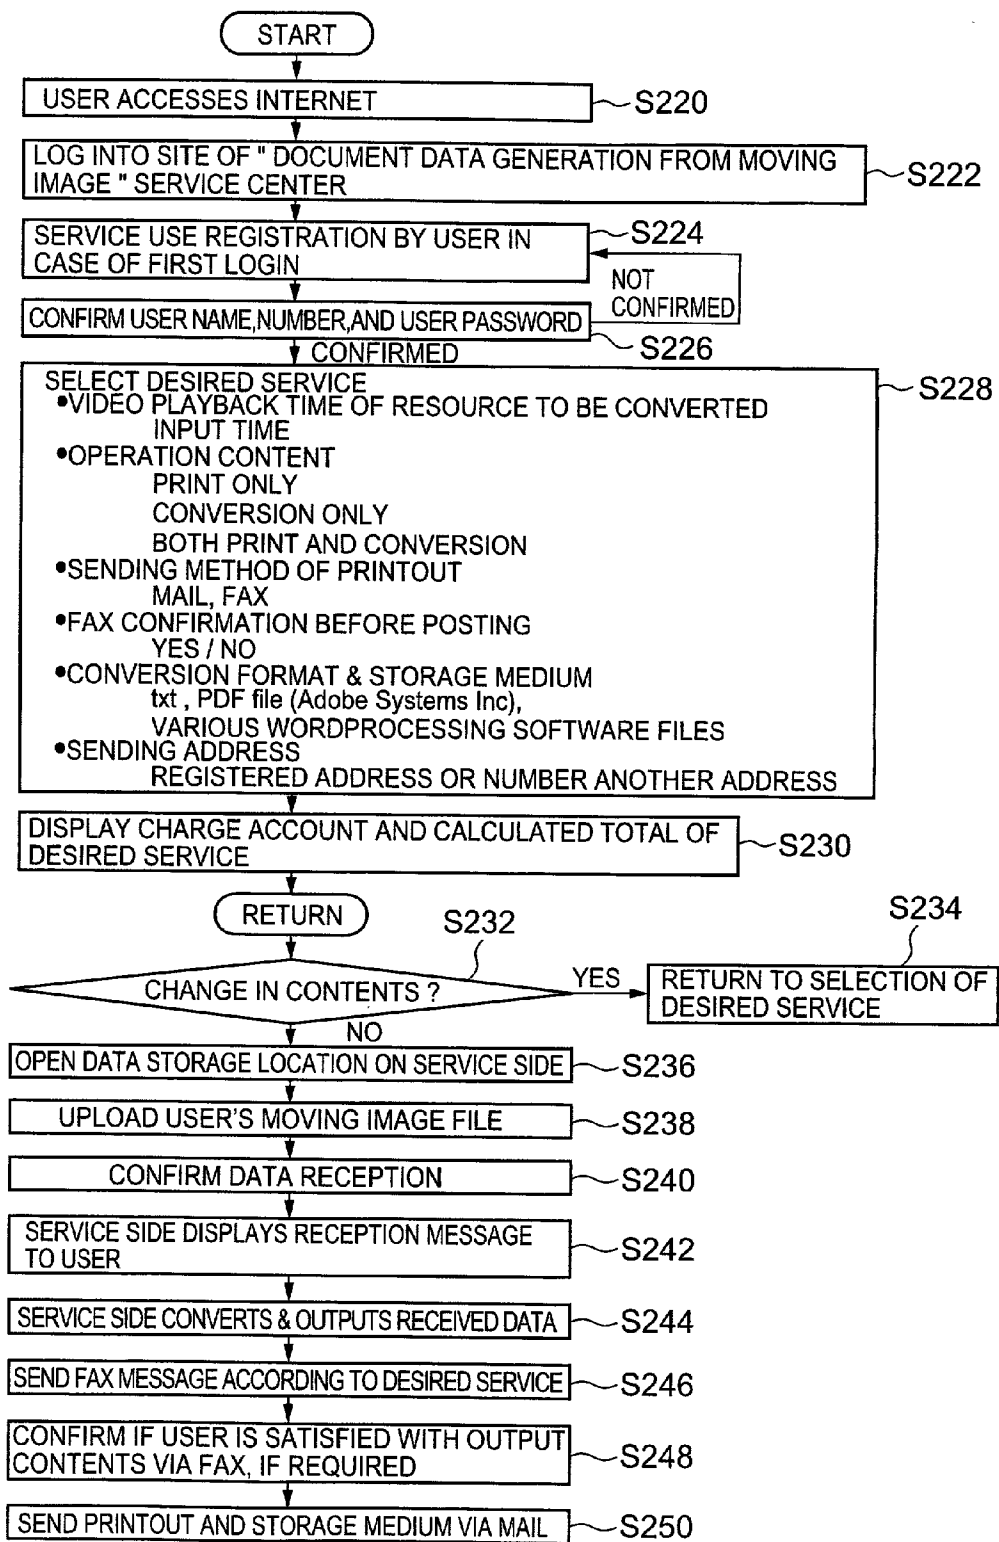 START
USER ACCESSES INTERNET
S220
LOG INTO SITE OF " DOCUMENT DATA GENERATION FROM MOVING
IMAGE " SERVICE CENTER
S222
SERVICE USE REGISTRATION BY USER IN
CASE OF FIRST LOGIN
S224
NOT
CONFIRMED
CONFIRM USER NAME,NUMBER,AND USER PASSWORD
S226
CONFIRMED
SELECT DESIRED SERVICE
S228
•VIDEO PLAYBACK TIME OF RESOURCE TO BE CONVERTED
INPUT TIME
•OPERATION CONTENT
PRINT ONLY
CONVERSION ONLY
BOTH PRINT AND CONVERSION
•SENDING METHOD OF PRINTOUT
MAIL, FAX
•FAX CONFIRMATION BEFORE POSTING
YES / NO
•CONVERSION FORMAT & STORAGE MEDIUM
txt , PDF file (Adobe Systems Inc),
VARIOUS WORDPROCESSING SOFTWARE FILES
•SENDING ADDRESS
REGISTERED ADDRESS OR NUMBER ANOTHER ADDRESS
DISPLAY CHARGE ACCOUNT AND CALCULATED TOTAL OF
DESIRED SERVICE
S230
RETURN
S232
CHANGE IN CONTENTS ?
YES
NO
S234
RETURN TO SELECTION OF
DESIRED SERVICE
OPEN DATA STORAGE LOCATION ON SERVICE SIDE
S236
UPLOAD USER'S MOVING IMAGE FILE
S238
CONFIRM DATA RECEPTION
S240
SERVICE SIDE DISPLAYS RECEPTION MESSAGE
TO USER
S242
SERVICE SIDE CONVERTS & OUTPUTS RECEIVED DATA
S244
SEND FAX MESSAGE ACCORDING TO DESIRED SERVICE
S246
CONFIRM IF USER IS SATISFIED WITH OUTPUT
CONTENTS VIA FAX, IF REQUIRED
S248
SEND PRINTOUT AND STORAGE MEDIUM VIA MAIL
S250